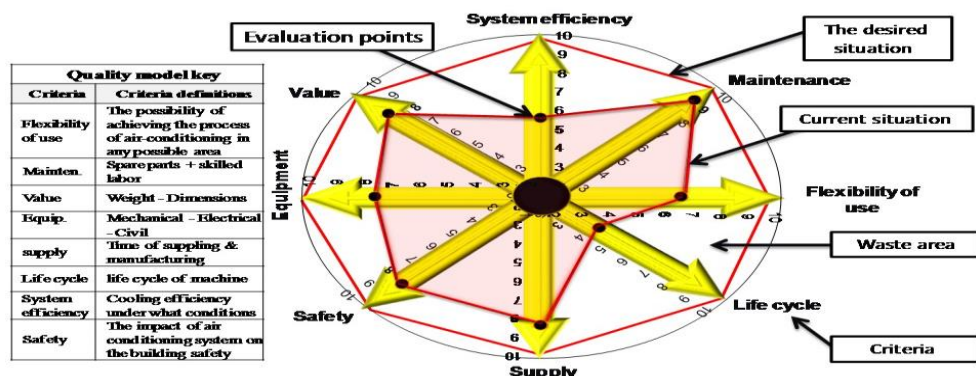 System efficiency
Evaluation points
The desired
situation
Value
Maintenance
Current situation
Equipment
Flexibility of
use
Waste area
Safety
Life cycle
Supply
Criteria
Quality model key
Criteria Criteria definitions
Flexibility
of use
The possibility of
achieving the process
of air-conditioning in
any possible area
Mainten. Spare parts + skilled
labor
Value Weight - Dimensions
Equip. Mechanical - Electrical
- Civil
supply Time of suppling &
manufacturing
Life cycle life cycle of machine
System
efficiency
Cooling efficiency
under what conditions
Safety The impact of air
conditioning system on
the building safety